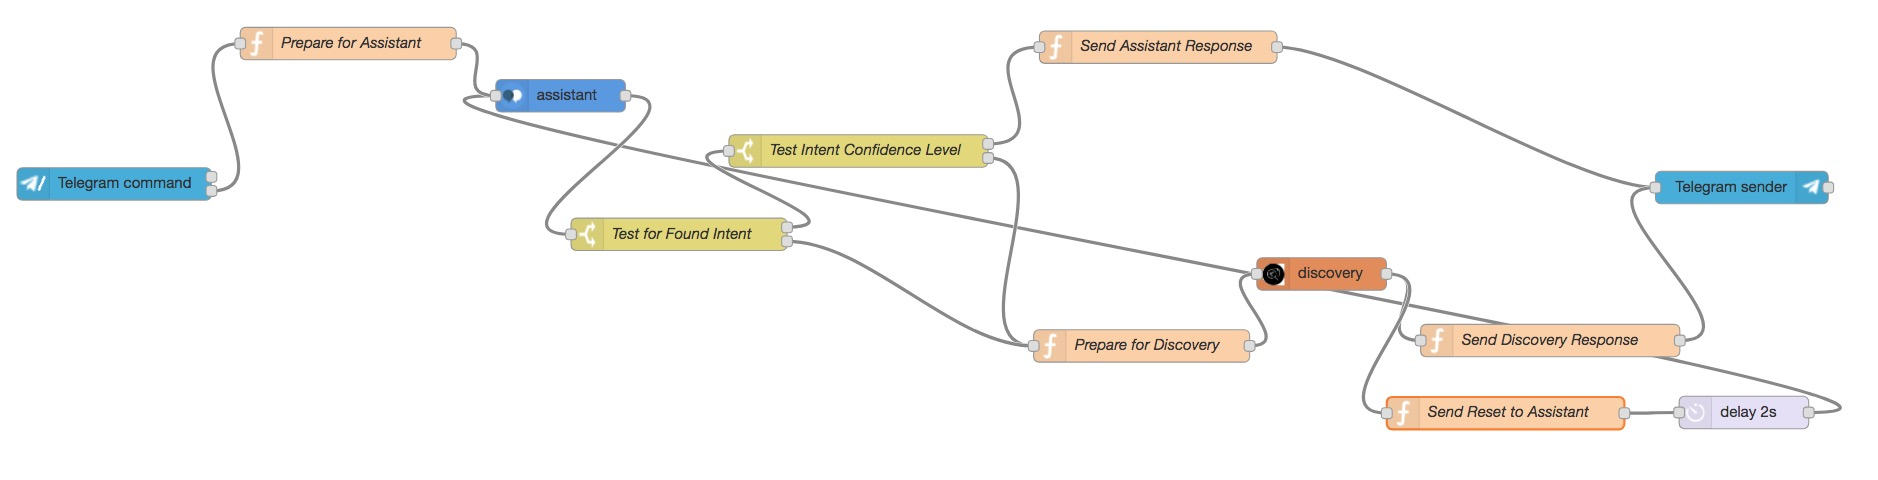 Prepare for Assistant
Send Assistant Response
assistant
Test Intent Confidence Level
Telegram command
Telegram sender
Test for Found Intent
discovery
Send Discovery Response
Prepare for Discovery
Send Reset to Assistant
delay 2s